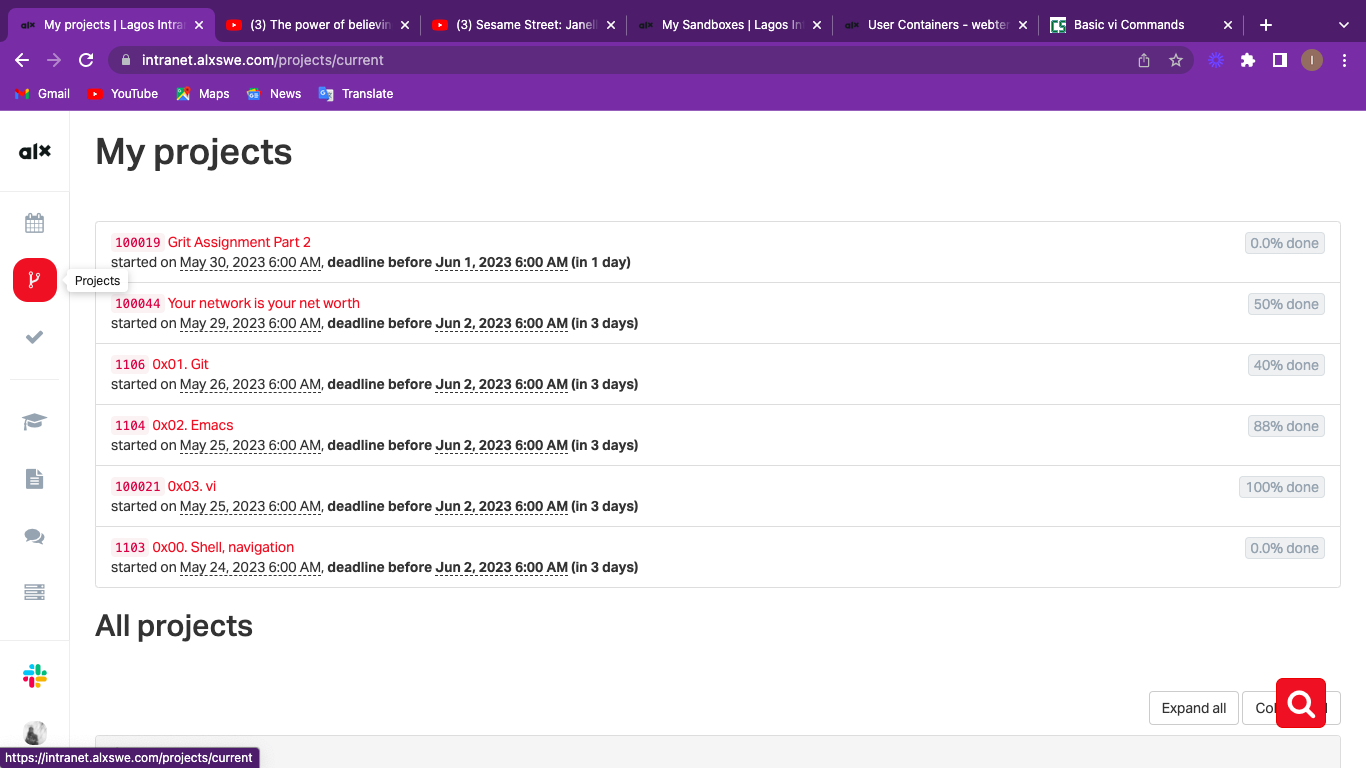 alx My projects | Lagos Intra
(3) The power of believin
(3) Sesame Street: Janell
alx My Sandboxes | Lagos In
alx User Containers - webter
Basic vi Commands
intranet.alxswe.com/projects/current
I
Gmail
YouTube
Maps
News
Translate
alx
My projects
100019 Grit Assignment Part 2
0.0% done
started on May 30, 2023 6:00 AM, deadline before Jun 1, 2023 6:00 AM (in 1 day)
Projects
100044 Your network is your net worth
50% done
started on May 29, 2023 6:00 AM, deadline before Jun 2, 2023 6:00 AM (in 3 days)
1106 0x01. Git
40% done
started on May 26, 2023 6:00 AM, deadline before Jun 2, 2023 6:00 AM (in 3 days)
1104 0x02. Emacs
88% done
started on May 25, 2023 6:00 AM, deadline before Jun 2, 2023 6:00 AM (in 3 days)
100021 0x03. vi
100% done
started on May 25, 2023 6:00 AM, deadline before Jun 2, 2023 6:00 AM (in 3 days)
1103 0x00. Shell, navigation
0.0% done
started on May 24, 2023 6:00 AM, deadline before Jun 2, 2023 6:00 AM (in 3 days)
All projects
Expand all
https://intranet.alxswe.com/projects/current